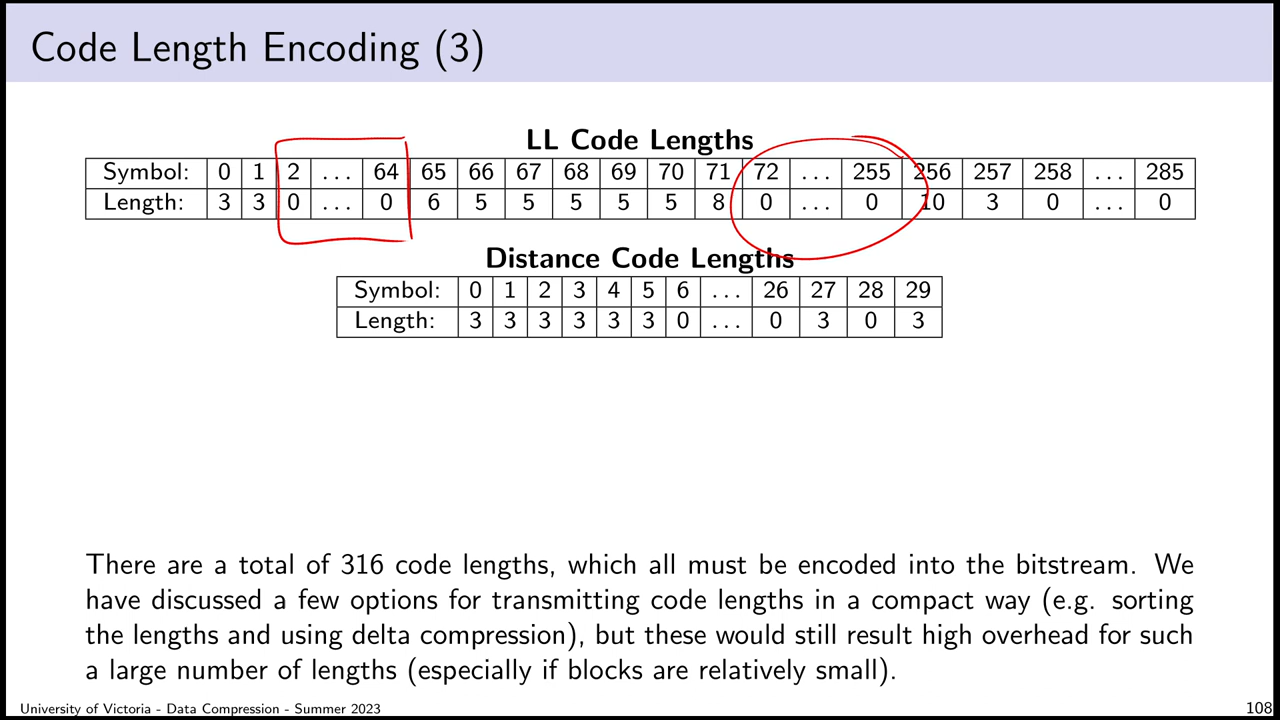 Code Length Encoding (3)
LL Code Lengths
Symbol: 0 1 2 ... 64 65 66 67 68 69 70 71 72 ... 255 256 257 258 ... 285
Length: 3 3 0 ... 0 6 5 5 5 5 5 8 0 ... 0 10 3 0 ... 0
Distance Code Lengths
Symbol: 0 1 2 3 4 5 6 ... 26 27 28 29
Length: 3 3 3 3 3 3 0 ... 0 3 0 3
There are a total of 316 code lengths, which all must be encoded into the bitstream. We
have discussed a few options for transmitting code lengths in a compact way (e.g. sorting
the lengths and using delta compression), but these would still result high overhead for such
a large number of lengths (especially if blocks are relatively small).
University of Victoria - Data Compression - Summer 2023
108